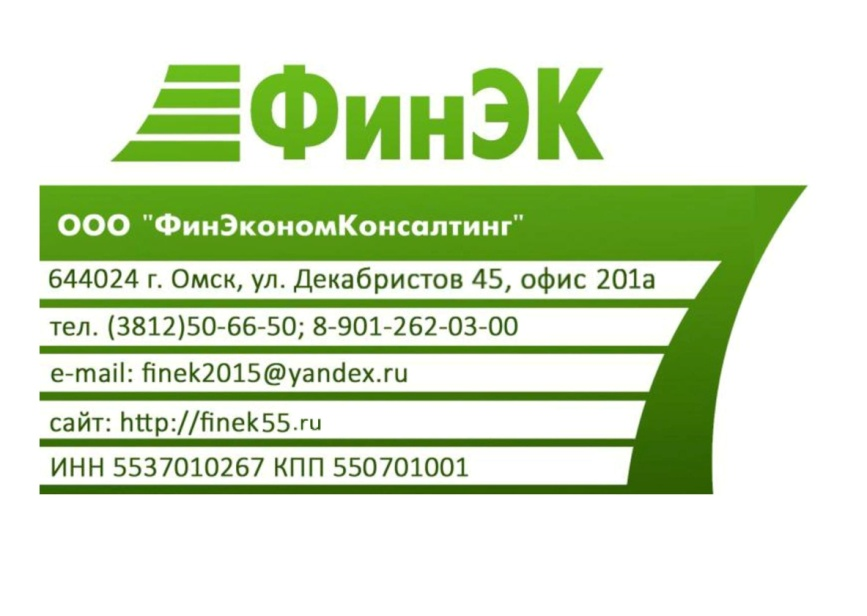 ФинЭК
ООО "ФинЭкономКонсалтинг"
644024 г. Омск, ул. Декабристов 45, офис 201а
тел. (3812)50-66-50; 8-901-262-03-00
e-mail: finek2015@yandex.ru
сайт: http://finek55.ru
ИНН 5537010267 КПП 550701001